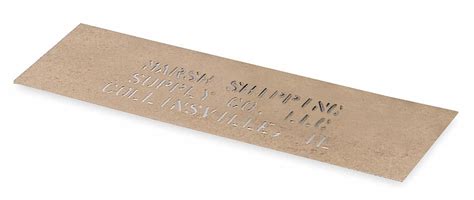 MARSH SHIPPING
SUPPLY CO. LLC
COLLINSVILLE, IL